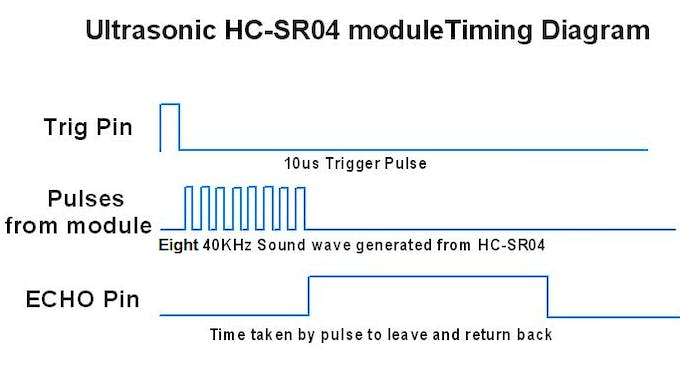 Ultrasonic HC-SR04 moduleTiming Diagram
Trig Pin
10us Trigger Pulse
Pulses
from module
Eight 40KHz Sound wave generated from HC-SR04
ECHO Pin
Time taken by pulse to leave and return back